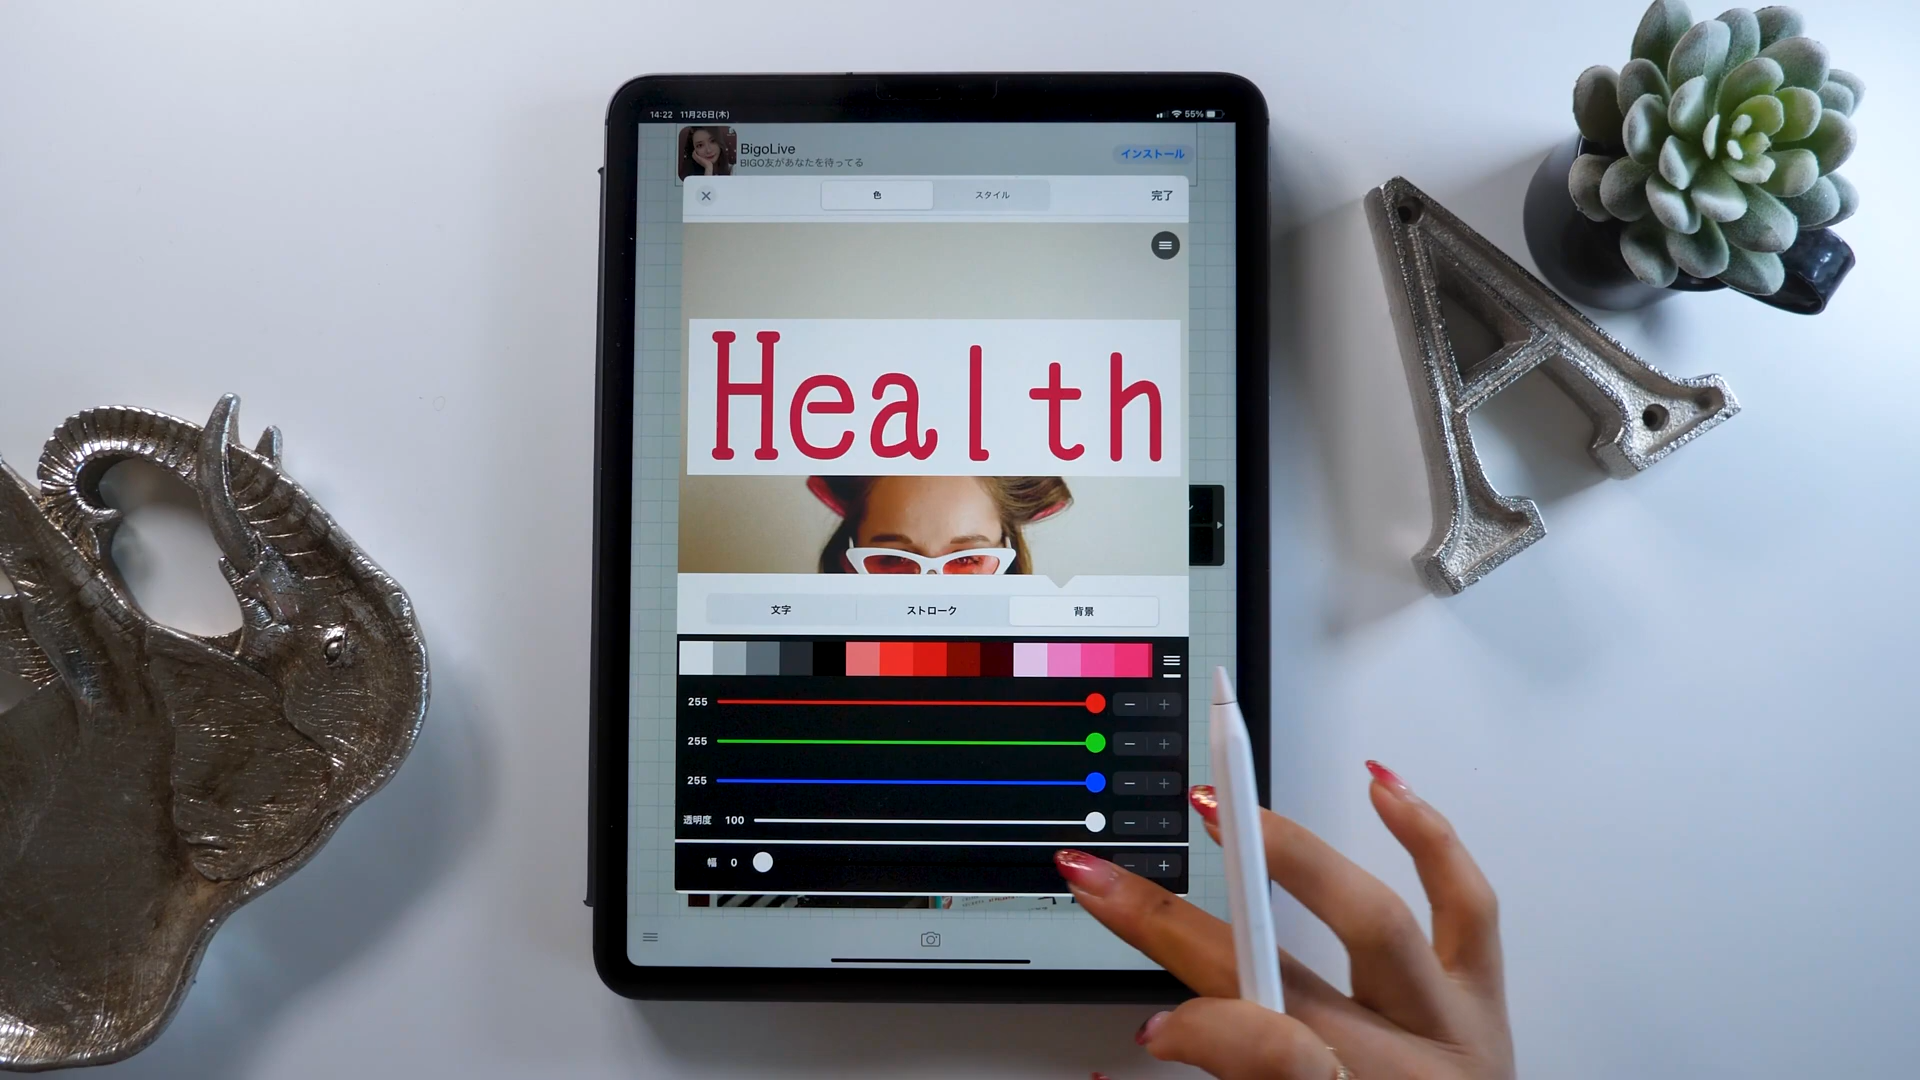 14:22 11月26日(木) 55%
BigoLive
BIGO友があなたを待ってる
インストール
色 スタイル 完了
Health
文字 ストローク 背景
255
255
255
透明度 100
幅 0
A